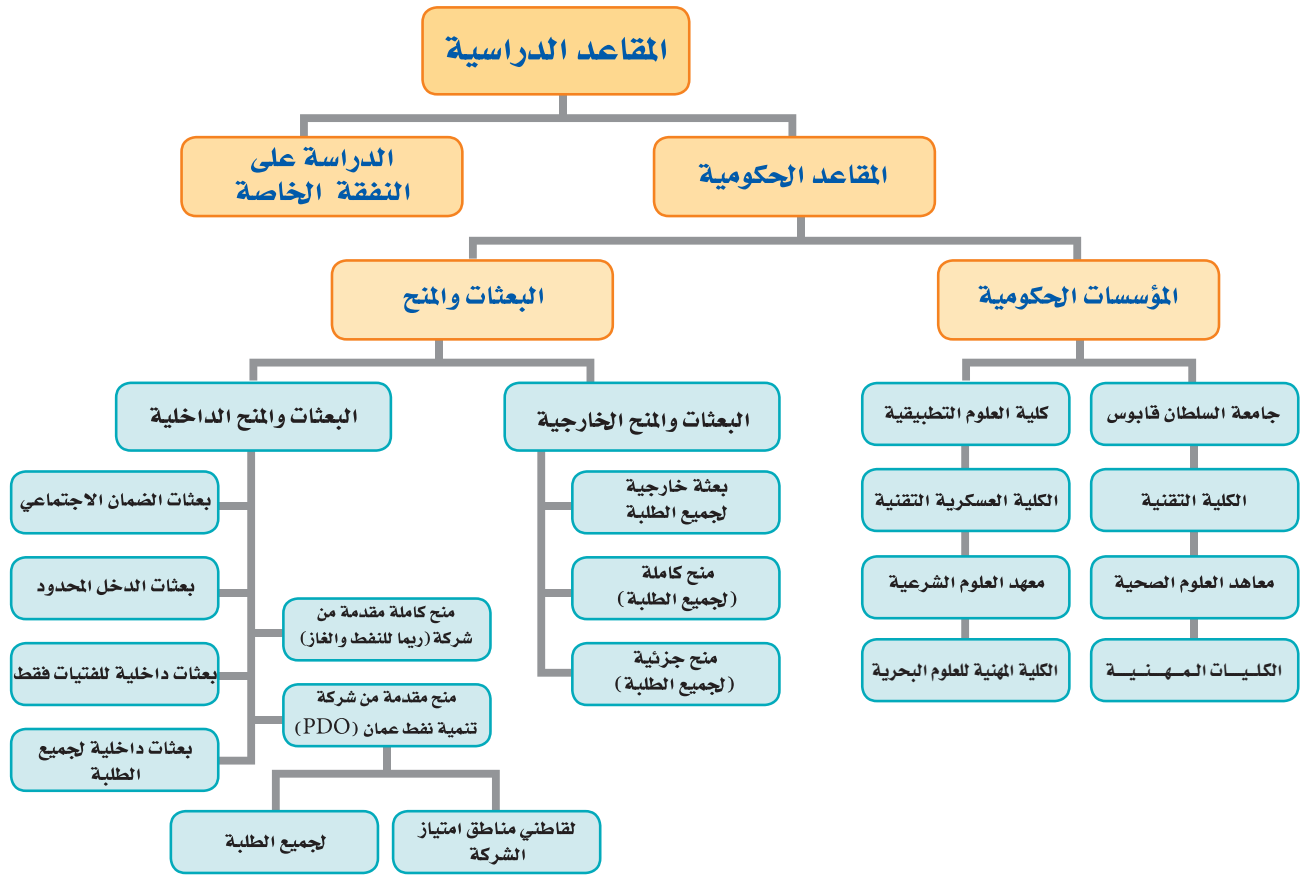 المقاعد الدراسية
المقاعد الحكومية
الدراسة على
النفقة الخاصة
المؤسسات الحكومية
البعثات والمنح
جامعة السلطان قابوس
الكلية التقنية
معاهد العلوم الصحية
الكليات المهنية
كلية العلوم التطبيقية
الكلية العسكرية التقنية
معهد العلوم الشرعية
الكلية المهنية للعلوم البحرية
البعثات والمنح الخارجية
بعثة خارجية
لجميع الطلبة
منح كاملة
(لجميع الطلبة)
منح جزئية
(لجميع الطلبة)
البعثات والمنح الداخلية
منح كاملة مقدمة من
شركة (ريما للنفط والغاز)
منح مقدمة من شركة
تنمية نفط عمان (PDO)
لقاطني مناطق امتياز
الشركة
لجميع الطلبة
بعثات الضمان الاجتماعي
بعثات الدخل المحدود
بعثات داخلية للفتيات فقط
بعثات داخلية لجميع
الطلبة